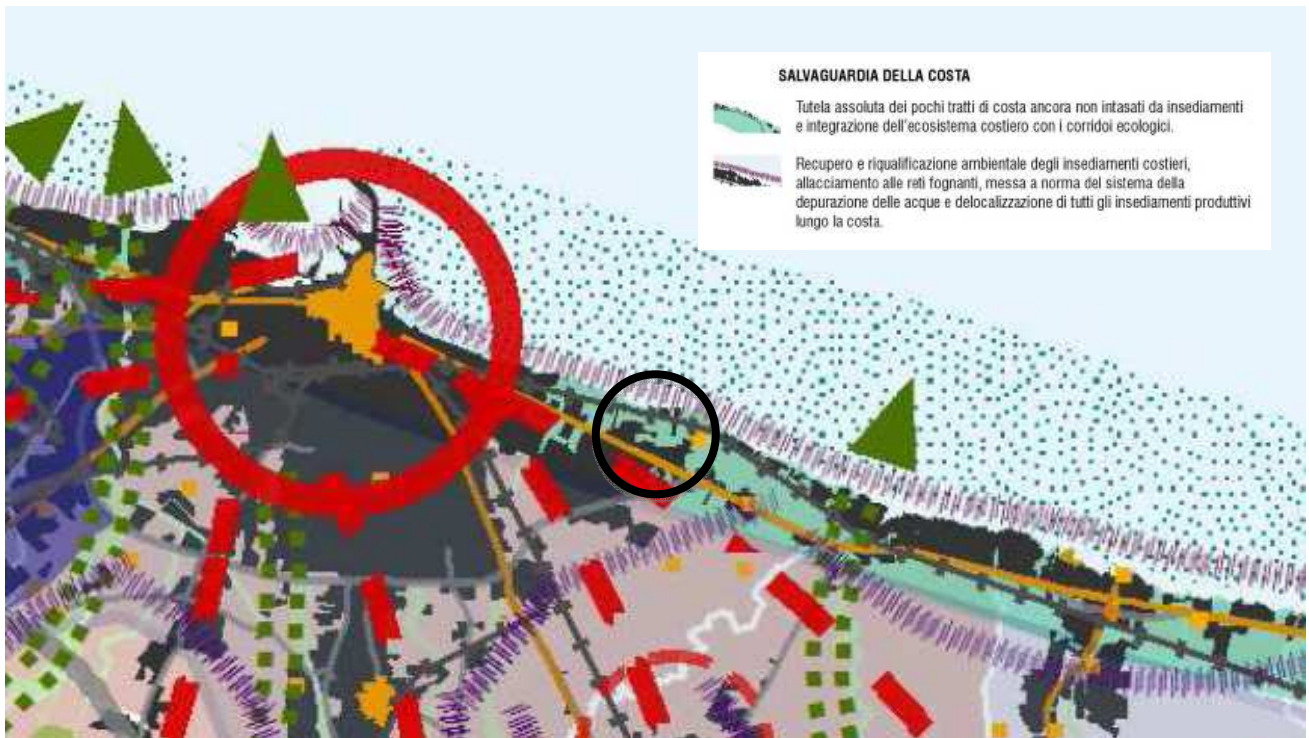 SALVAGUARDIA DELLA COSTA
Tutela assoluta dei pochi tratti di costa ancora non intasati da insediamenti
e integrazione dell'ecosistema costiero con i corridoi ecologici.
Recupero e riqualificazione ambientale degli insediamenti costieri,
allacciamento alle reti fognanti, messa a norma del sistema della
depurazione delle acque e delocalizzazione di tutti gli insediamenti produttivi
lungo la costa.